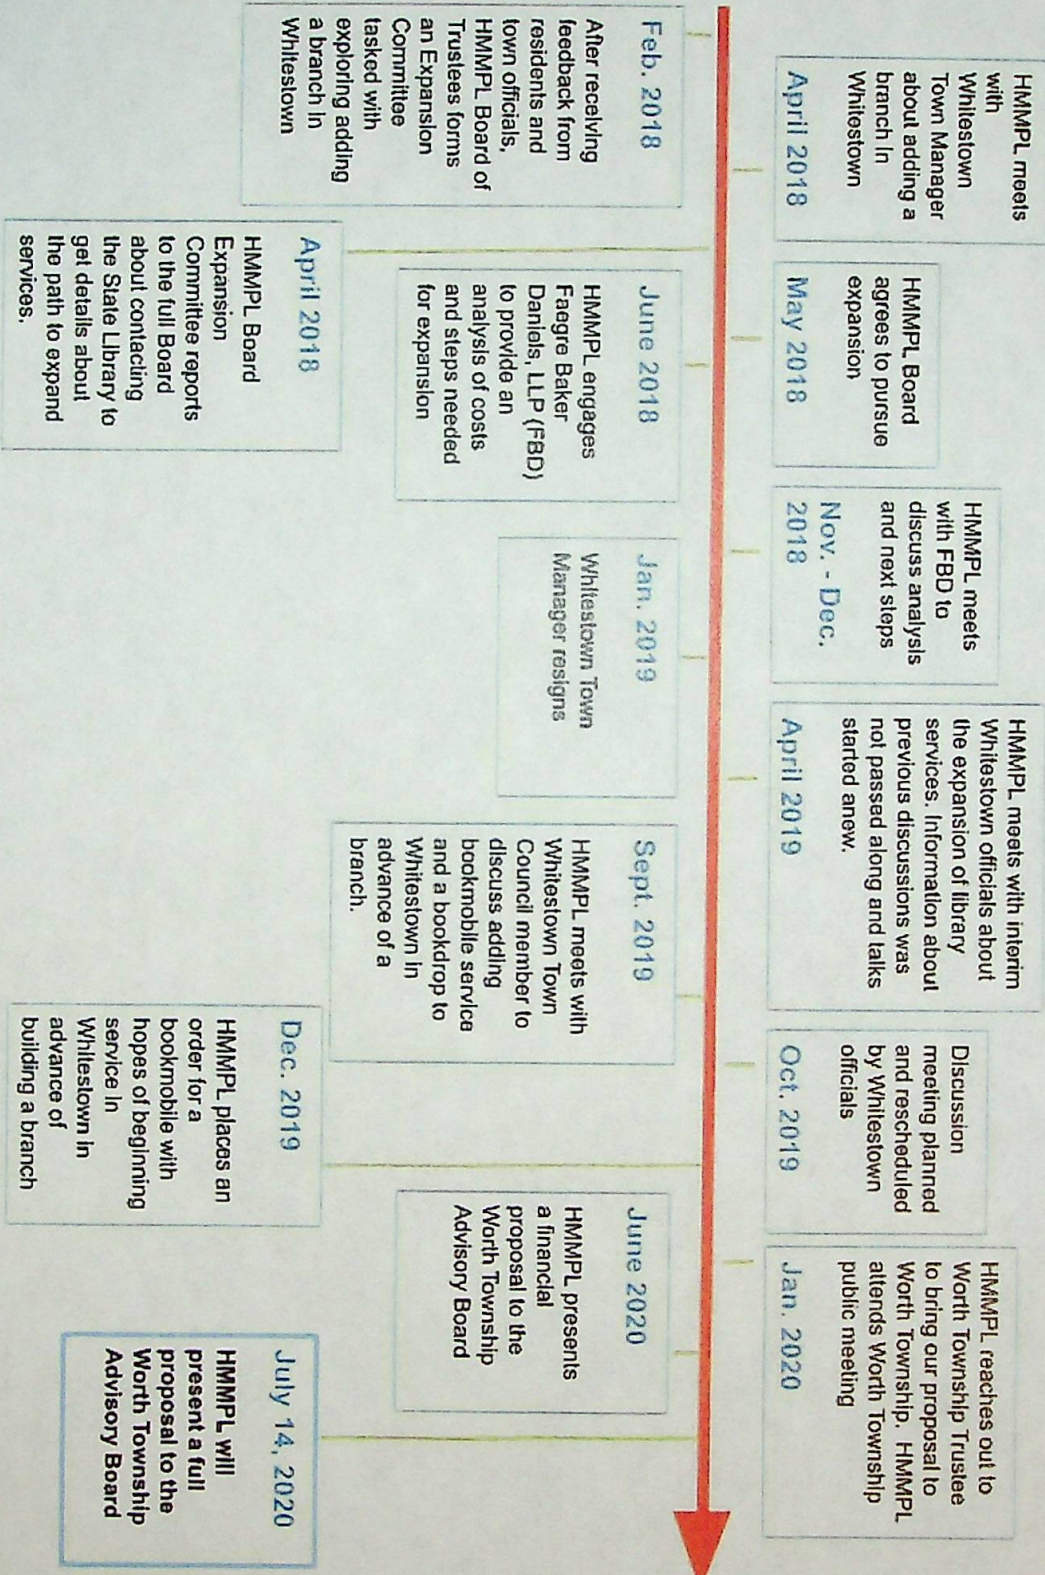 HMMPL meets
with
Whitestown
Town Manager
about adding a
branch in
Whitestown
April 2018
HMMPL Board
agrees to pursue
expansion
May 2018
HMMPL meets
with FBD to
discuss analysis
and next steps
Nov. - Dec.
2018
HMMPL meets with interim
Whitestown officials about
the expansion of library
services. Information about
previous discussions was
not passed along and talks
started anew.
April 2019
Discussion
meeting planned
and rescheduled
by Whitestown
officials
Oct. 2019
HMMPL reaches out to
Worth Township Trustee
to bring our proposal to
Worth Township. HMMPL
attends Worth Township
public meeting
Jan. 2020
Feb. 2018
After receiving
feedback from
residents and
town officials,
HMMPL Board of
Trustees forms
an Expansion
Committee
tasked with
exploring adding
a branch in
Whitestown
June 2018
HMMPL engages
Faegre Baker
Daniels, LLP (FBD)
to provide an
analysis of costs
and steps needed
for expansion
Jan. 2019
Whitestown Town
Manager resigns
Sept. 2019
HMMPL meets with
Whitestown Town
Council member to
discuss adding
bookmobile service
and a bookdrop to
Whitestown in
advance of a
branch.
June 2020
HMMPL presents
a financial
proposal to the
Worth Township
Advisory Board
April 2018
HMMPL Board
Expansion
Committee reports
to the full Board
about contacting
the State Library to
get details about
the path to expand
services.
Dec. 2019
HMMPL places an
order for a
bookmobile with
hopes of beginning
service in
Whitestown in
advance of
building a branch
July 14, 2020
HMMPL will
present a full
proposal to the
Worth Township
Advisory Board